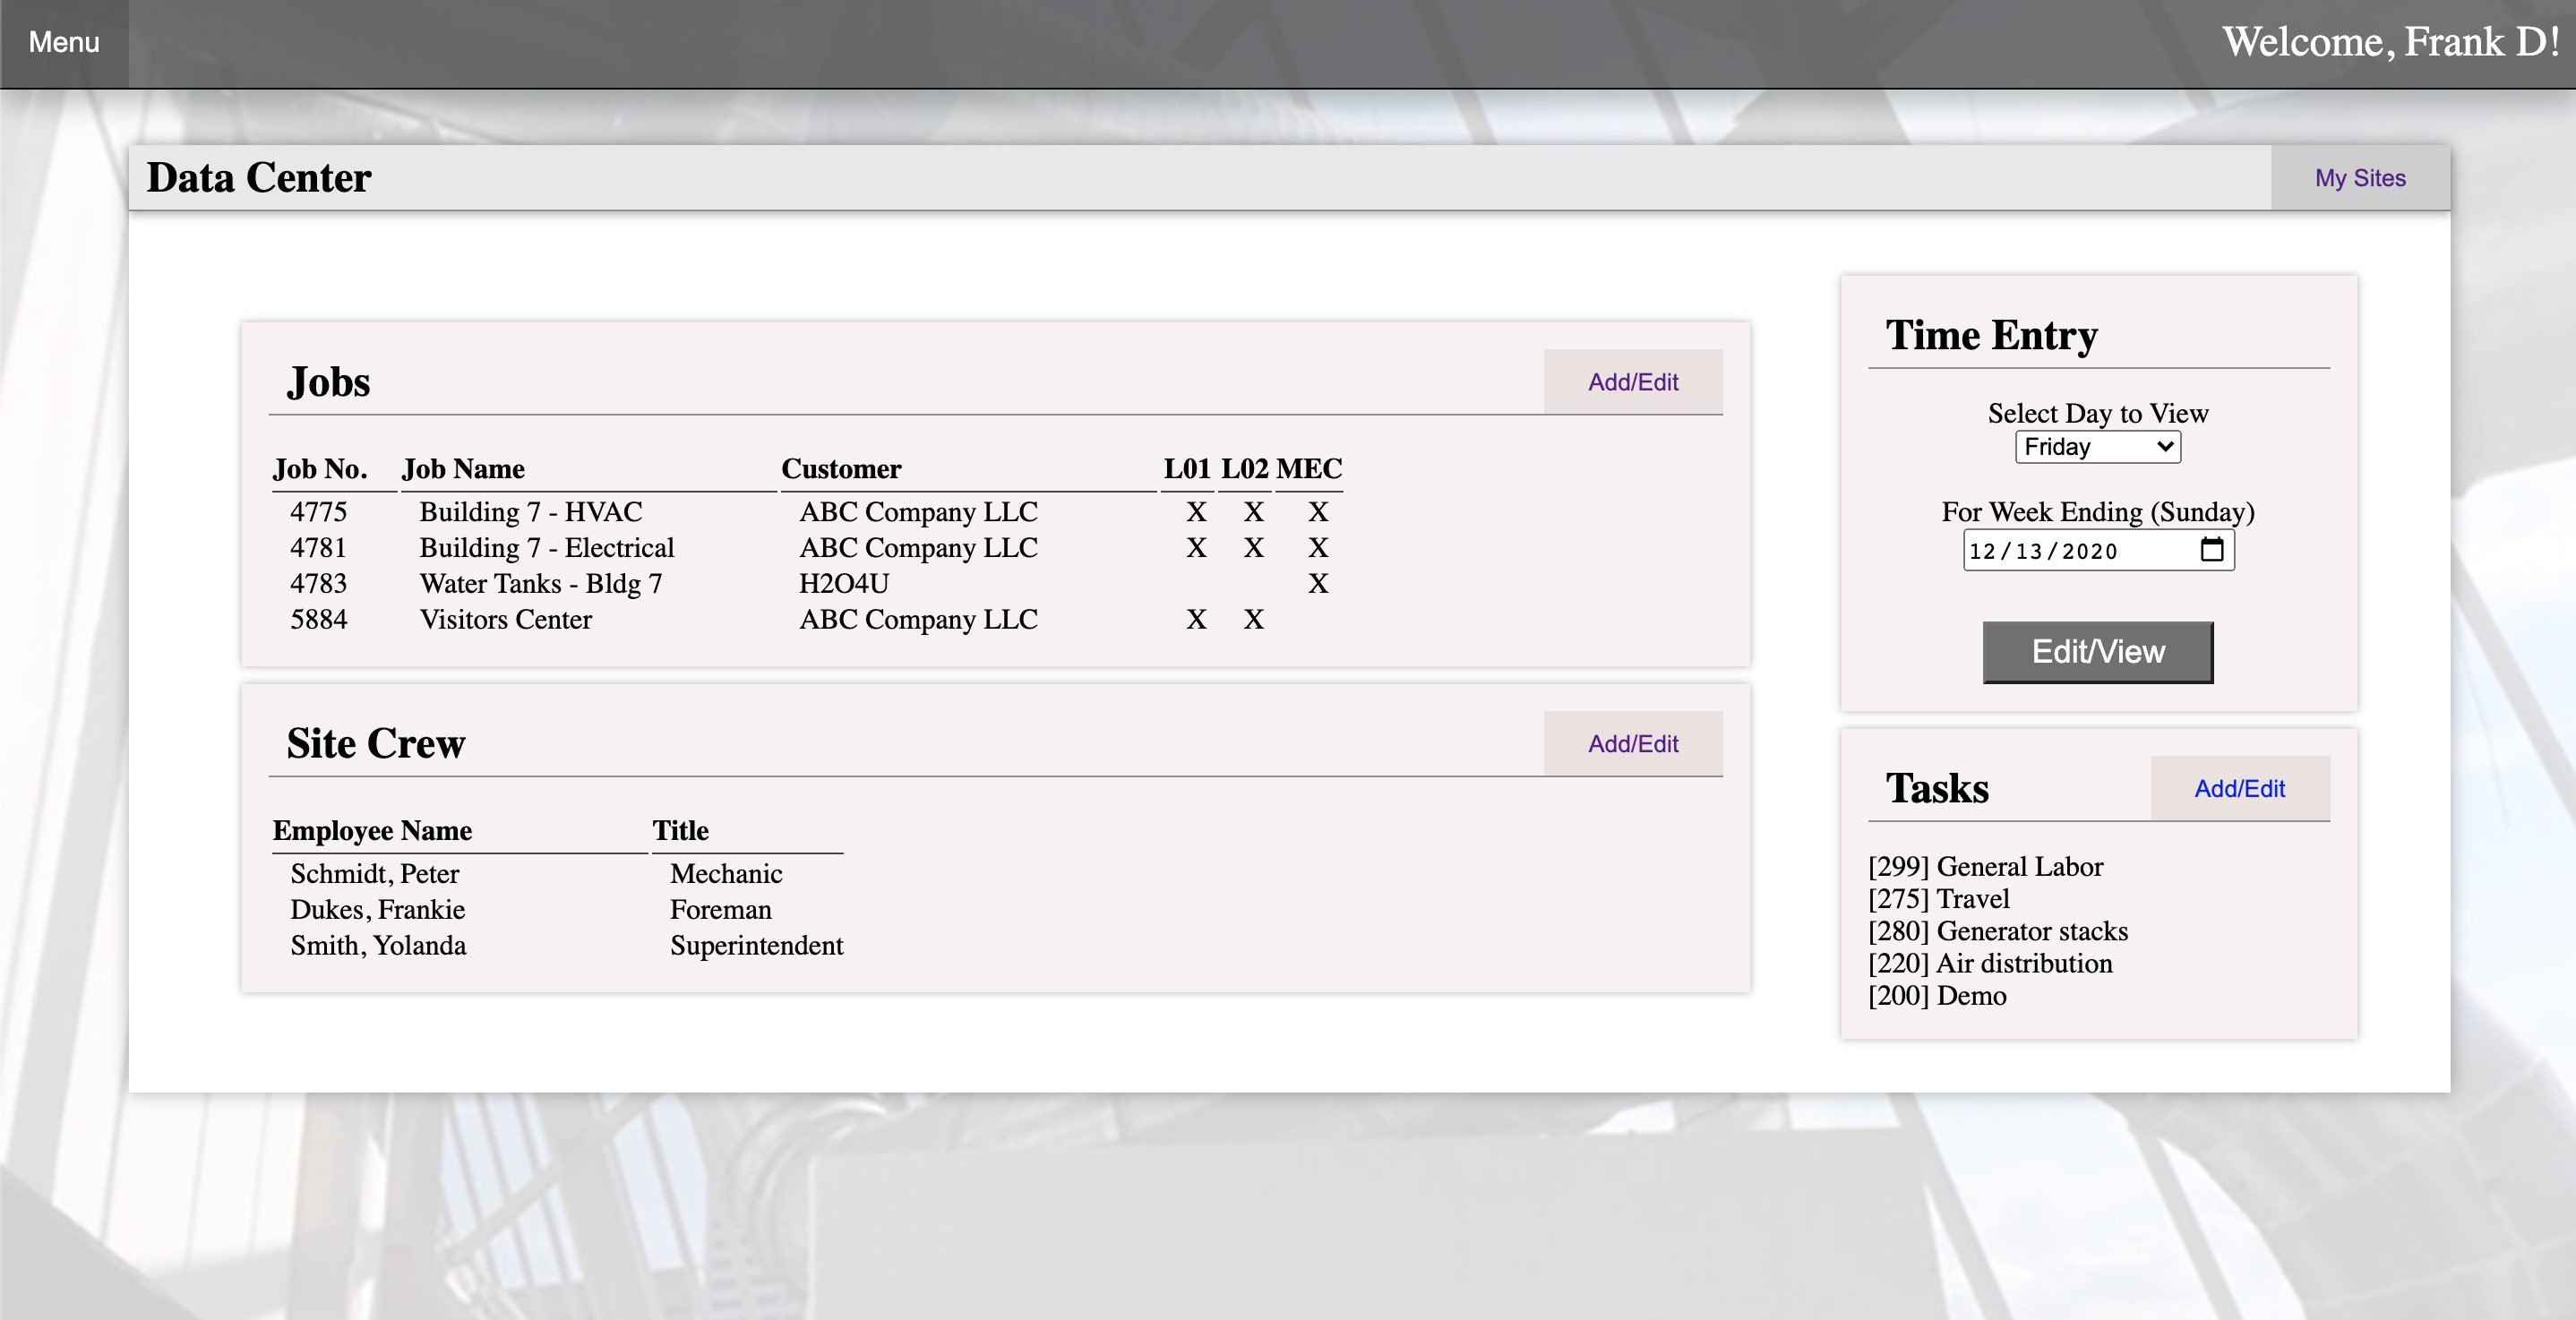 Menu
Welcome, Frank D!
Data Center
My Sites
Jobs
Add/Edit
Job No. Job Name Customer L01 L02 MEC
4775 Building 7 - HVAC ABC Company LLC X X X
4781 Building 7 - Electrical ABC Company LLC X X X
4783 Water Tanks - Bldg 7 H2O4U X
5884 Visitors Center ABC Company LLC X X
Site Crew
Add/Edit
Employee Name Title
Schmidt, Peter Mechanic
Dukes, Frankie Foreman
Smith, Yolanda Superintendent
Time Entry
Select Day to View
Friday
For Week Ending (Sunday)
12/13/2020
Edit/View
Tasks
Add/Edit
[299] General Labor
[275] Travel
[280] Generator stacks
[220] Air distribution
[200] Demo